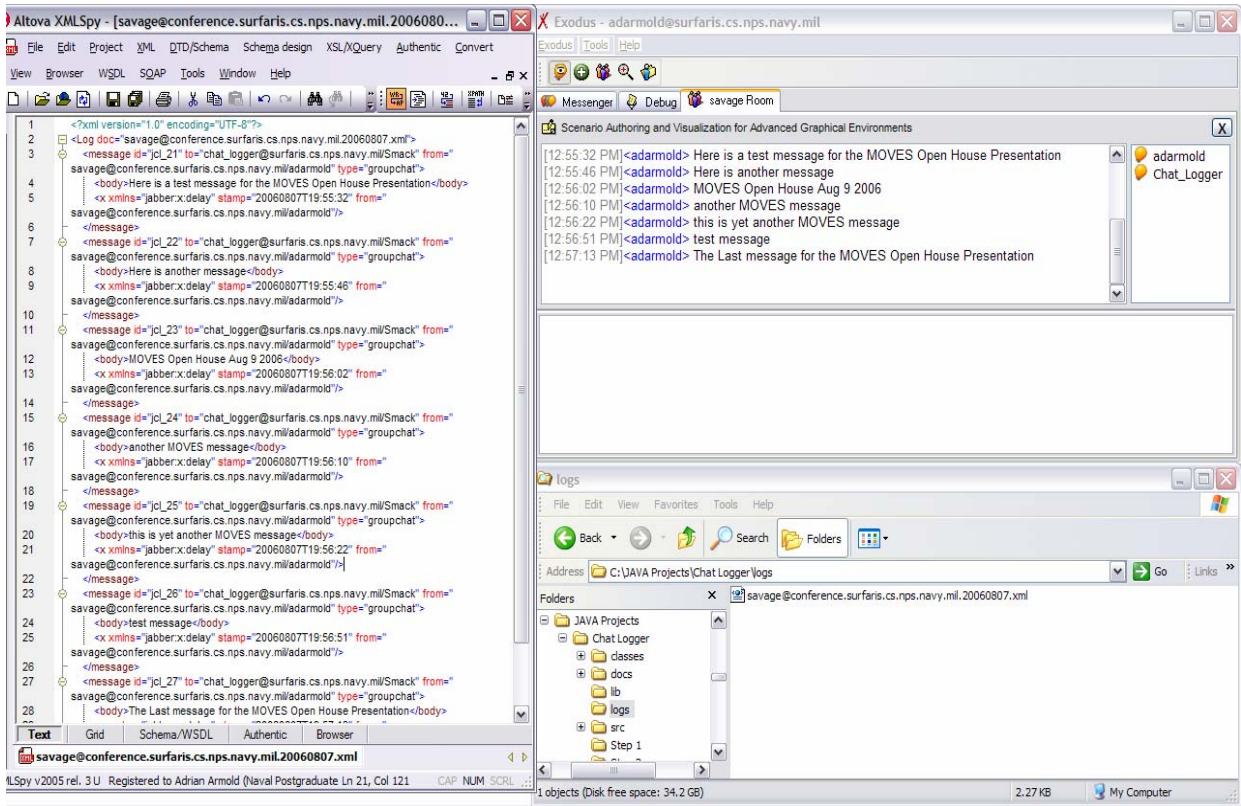 Altova XMLSpy - [savage@conference.surfaris.cs.nps.navy.mil.2006080...
File Edit Project XML DTD/Schema Schema design XSL/XQuery Authentic Convert
View Browser WSDL SOAP Tools Window Help
1 <?xml version="1.0" encoding="UTF-8"?>
2 <Log doc="savage@conference.surfaris.cs.nps.navy.mil.20060807.xml">
3 <message id="jcl_21" to="chat_logger@surfaris.cs.nps.navy.mil/Smack" from="
savage@conference.surfaris.cs.nps.navy.mil/adarmold" type="groupchat">
4 <body>Here is a test message for the MOVES Open House Presentation</body>
5 <x xmlns="jabber:x:delay" stamp="20060807T19:55:32" from="
savage@conference.surfaris.cs.nps.navy.mil/adarmold"/>
6 </message>
7 <message id="jcl_22" to="chat_logger@surfaris.cs.nps.navy.mil/Smack" from="
savage@conference.surfaris.cs.nps.navy.mil/adarmold" type="groupchat">
8 <body>Here is another message</body>
9 <x xmlns="jabber:x:delay" stamp="20060807T19:55:46" from="
savage@conference.surfaris.cs.nps.navy.mil/adarmold"/>
10 </message>
11 <message id="jcl_23" to="chat_logger@surfaris.cs.nps.navy.mil/Smack" from="
savage@conference.surfaris.cs.nps.navy.mil/adarmold" type="groupchat">
12 <body>MOVES Open House Aug 9 2006</body>
13 <x xmlns="jabber:x:delay" stamp="20060807T19:56:02" from="
savage@conference.surfaris.cs.nps.navy.mil/adarmold"/>
14 </message>
15 <message id="jcl_24" to="chat_logger@surfaris.cs.nps.navy.mil/Smack" from="
savage@conference.surfaris.cs.nps.navy.mil/adarmold" type="groupchat">
16 <body>another MOVES message</body>
17 <x xmlns="jabber:x:delay" stamp="20060807T19:56:10" from="
savage@conference.surfaris.cs.nps.navy.mil/adarmold"/>
18 </message>
19 <message id="jcl_25" to="chat_logger@surfaris.cs.nps.navy.mil/Smack" from="
savage@conference.surfaris.cs.nps.navy.mil/adarmold" type="groupchat">
20 <body>this is yet another MOVES message</body>
21 <x xmlns="jabber:x:delay" stamp="20060807T19:56:22" from="
savage@conference.surfaris.cs.nps.navy.mil/adarmold"/>
22 </message>
23 <message id="jcl_26" to="chat_logger@surfaris.cs.nps.navy.mil/Smack" from="
savage@conference.surfaris.cs.nps.navy.mil/adarmold" type="groupchat">
24 <body>test message</body>
25 <x xmlns="jabber:x:delay" stamp="20060807T19:56:51" from="
savage@conference.surfaris.cs.nps.navy.mil/adarmold"/>
26 </message>
27 <message id="jcl_27" to="chat_logger@surfaris.cs.nps.navy.mil/Smack" from="
savage@conference.surfaris.cs.nps.navy.mil/adarmold" type="groupchat">
28 <body>The Last message for the MOVES Open House Presentation</body>
Text Grid Schema/WSDL Authentic Browser
savage@conference.surfaris.cs.nps.navy.mil.20060807.xml
MLSpy v2005 rel. 3 U Registered to Adrian Armold (Naval Postgraduate Ln 21, Col 121 CAP NUM SCRL
Exodus - adarmold@surfaris.cs.nps.navy.mil
Exodus Tools Help
Messenger Debug savage Room
Scenario Authoring and Visualization for Advanced Graphical Environments X
[12:55:32 PM]<adarmold> Here is a test message for the MOVES Open House Presentation
[12:55:46 PM]<adarmold> Here is another message
[12:56:02 PM]<adarmold> MOVES Open House Aug 9 2006
[12:56:10 PM]<adarmold> another MOVES message
[12:56:22 PM]<adarmold> this is yet another MOVES message
[12:56:51 PM]<adarmold> test message
[12:57:13 PM]<adarmold> The Last message for the MOVES Open House Presentation
adarmold
Chat_Logger
logs
File Edit View Favorites Tools Help
Back Search Folders
Address C:\JAVA Projects\Chat Logger\logs Go Links »
Folders x
JAVA Projects
Chat Logger
classes
docs
lib
logs
src
Step 1
savage@conference.surfaris.cs.nps.navy.mil.20060807.xml
1 objects (Disk free space: 34.2 GB) 2.27 KB My Computer